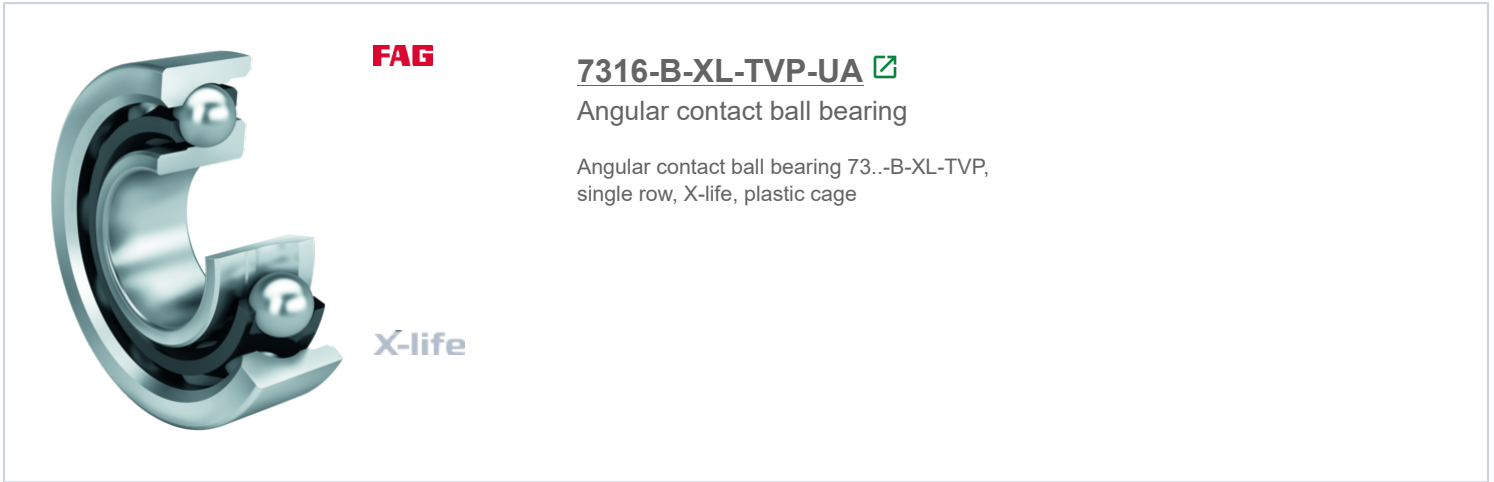 FAG
7316-B-XL-TVP-UA
Angular contact ball bearing
Angular contact ball bearing 73..-B-XL-TVP,
single row, X-life, plastic cage
X-life